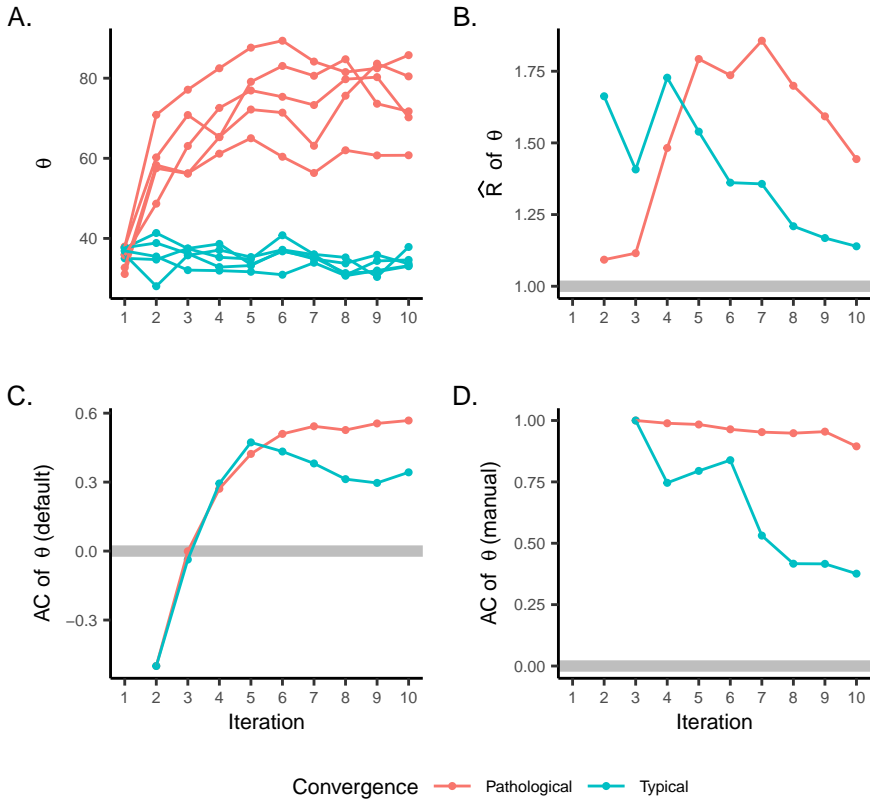 A.
θ
80
60
40
1 2 3 4 5 6 7 8 9 10
B.
R̂ of θ
1.75
1.50
1.25
1.00
1 2 3 4 5 6 7 8 9 10
C.
AC of θ (default)
0.6
0.3
0.0
−0.3
1 2 3 4 5 6 7 8 9 10
Iteration
D.
AC of θ (manual)
1.00
0.75
0.50
0.25
0.00
1 2 3 4 5 6 7 8 9 10
Iteration
Convergence Pathological Typical